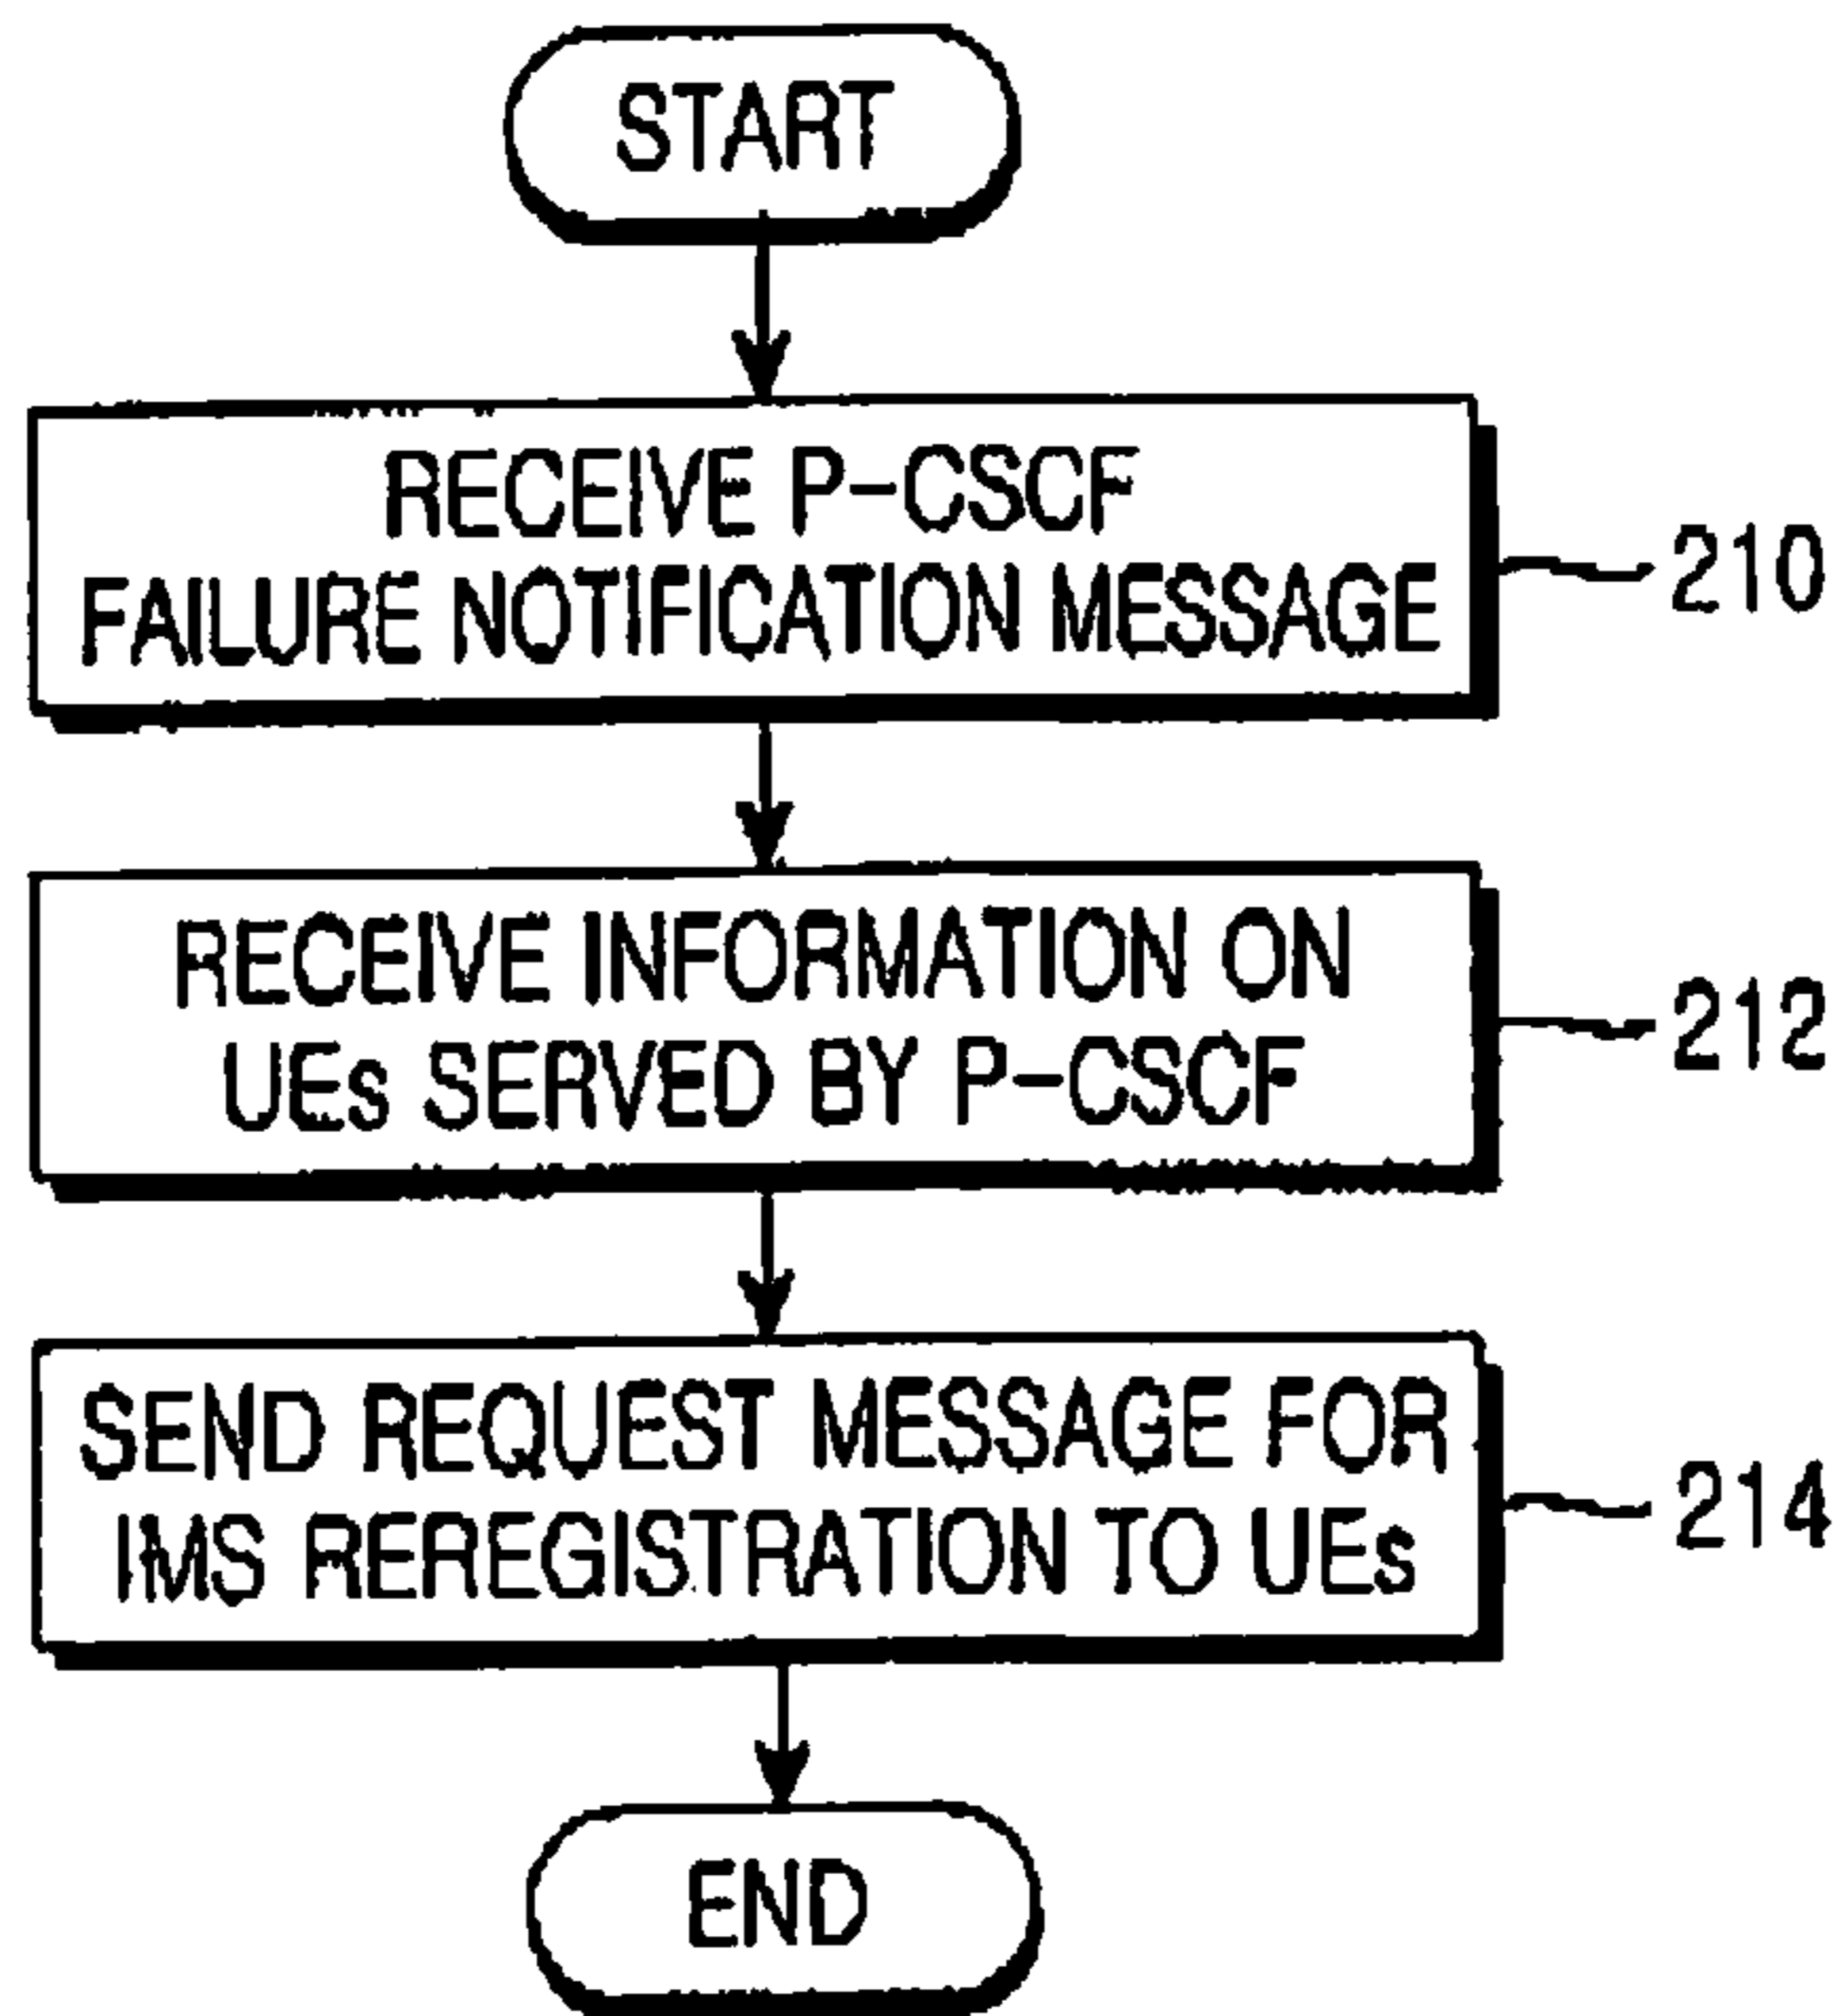 START
RECEIVE P-CSCF
FAILURE NOTIFICATION MESSAGE
210
RECEIVE INFORMATION ON
UEs SERVED BY P-CSCF
212
SEND REQUEST MESSAGE FOR
IMS REREGISTRATION TO UEs
214
END